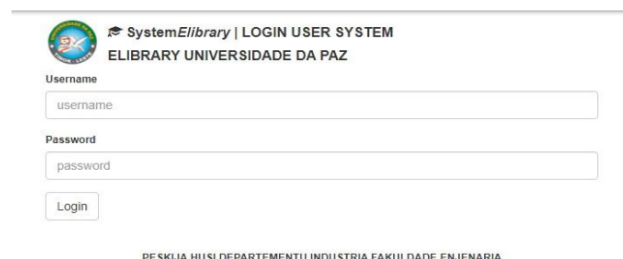 SystemElibrary | LOGIN USER SYSTEM
ELIBRARY UNIVERSIDADE DA PAZ
Username
username
Password
password
Login
PESKIJA HUSI DEPARTEMENTU INDUSTRIA FAKULDADE ENJENARIA